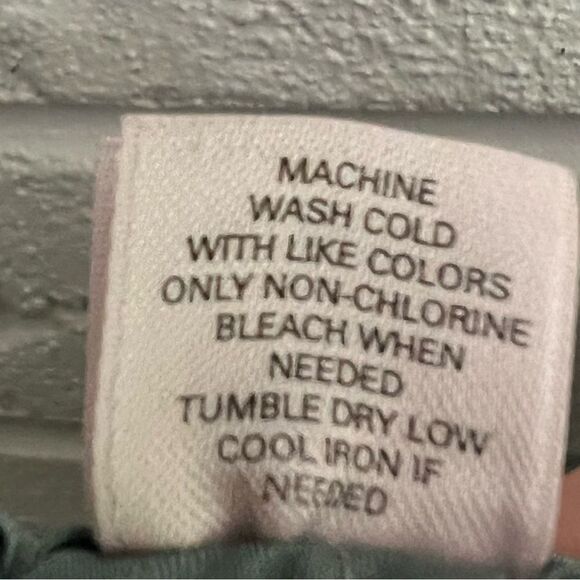 MACHINE
WASH COLD
WITH LIKE COLORS
ONLY NON-CHLORINE
BLEACH WHEN
NEEDED
TUMBLE DRY LOW
COOL IRON IF
NEEDED